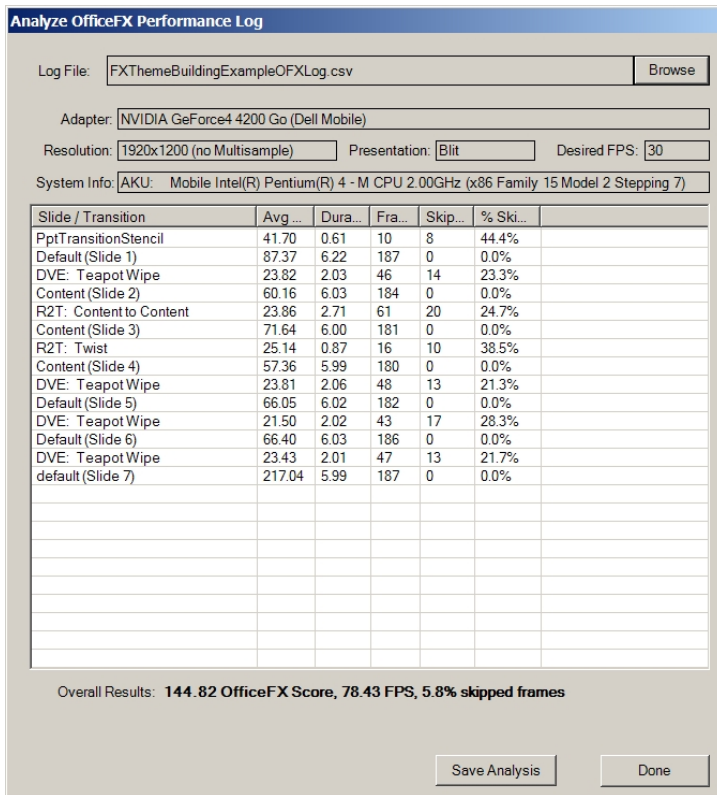 Analyze OfficeFX Performance Log
Log File: FXThemeBuildingExampleOFXLog.csv Browse
Adapter: NVIDIA GeForce4 4200 Go (Dell Mobile)
Resolution: 1920x1200 (no Multisample) Presentation: Blit Desired FPS: 30
System Info: AKU: Mobile Intel(R) Pentium(R) 4 - M CPU 2.00GHz (x86 Family 15 Model 2 Stepping 7)
Slide / Transition Avg ... Dura... Fra... Skip... % Ski...
PptTransitionStencil 41.70 0.61 10 8 44.4%
Default (Slide 1) 87.37 6.22 187 0 0.0%
DVE: Teapot Wipe 23.82 2.03 46 14 23.3%
Content (Slide 2) 60.16 6.03 184 0 0.0%
R2T: Content to Content 23.86 2.71 61 20 24.7%
Content (Slide 3) 71.64 6.00 181 0 0.0%
R2T: Twist 25.14 0.87 16 10 38.5%
Content (Slide 4) 57.36 5.99 180 0 0.0%
DVE: Teapot Wipe 23.81 2.06 48 13 21.3%
Default (Slide 5) 66.05 6.02 182 0 0.0%
DVE: Teapot Wipe 21.50 2.02 43 17 28.3%
Default (Slide 6) 66.40 6.03 186 0 0.0%
DVE: Teapot Wipe 23.43 2.01 47 13 21.7%
default (Slide 7) 217.04 5.99 187 0 0.0%
Overall Results: 144.82 OfficeFX Score, 78.43 FPS, 5.8% skipped frames
Save Analysis Done